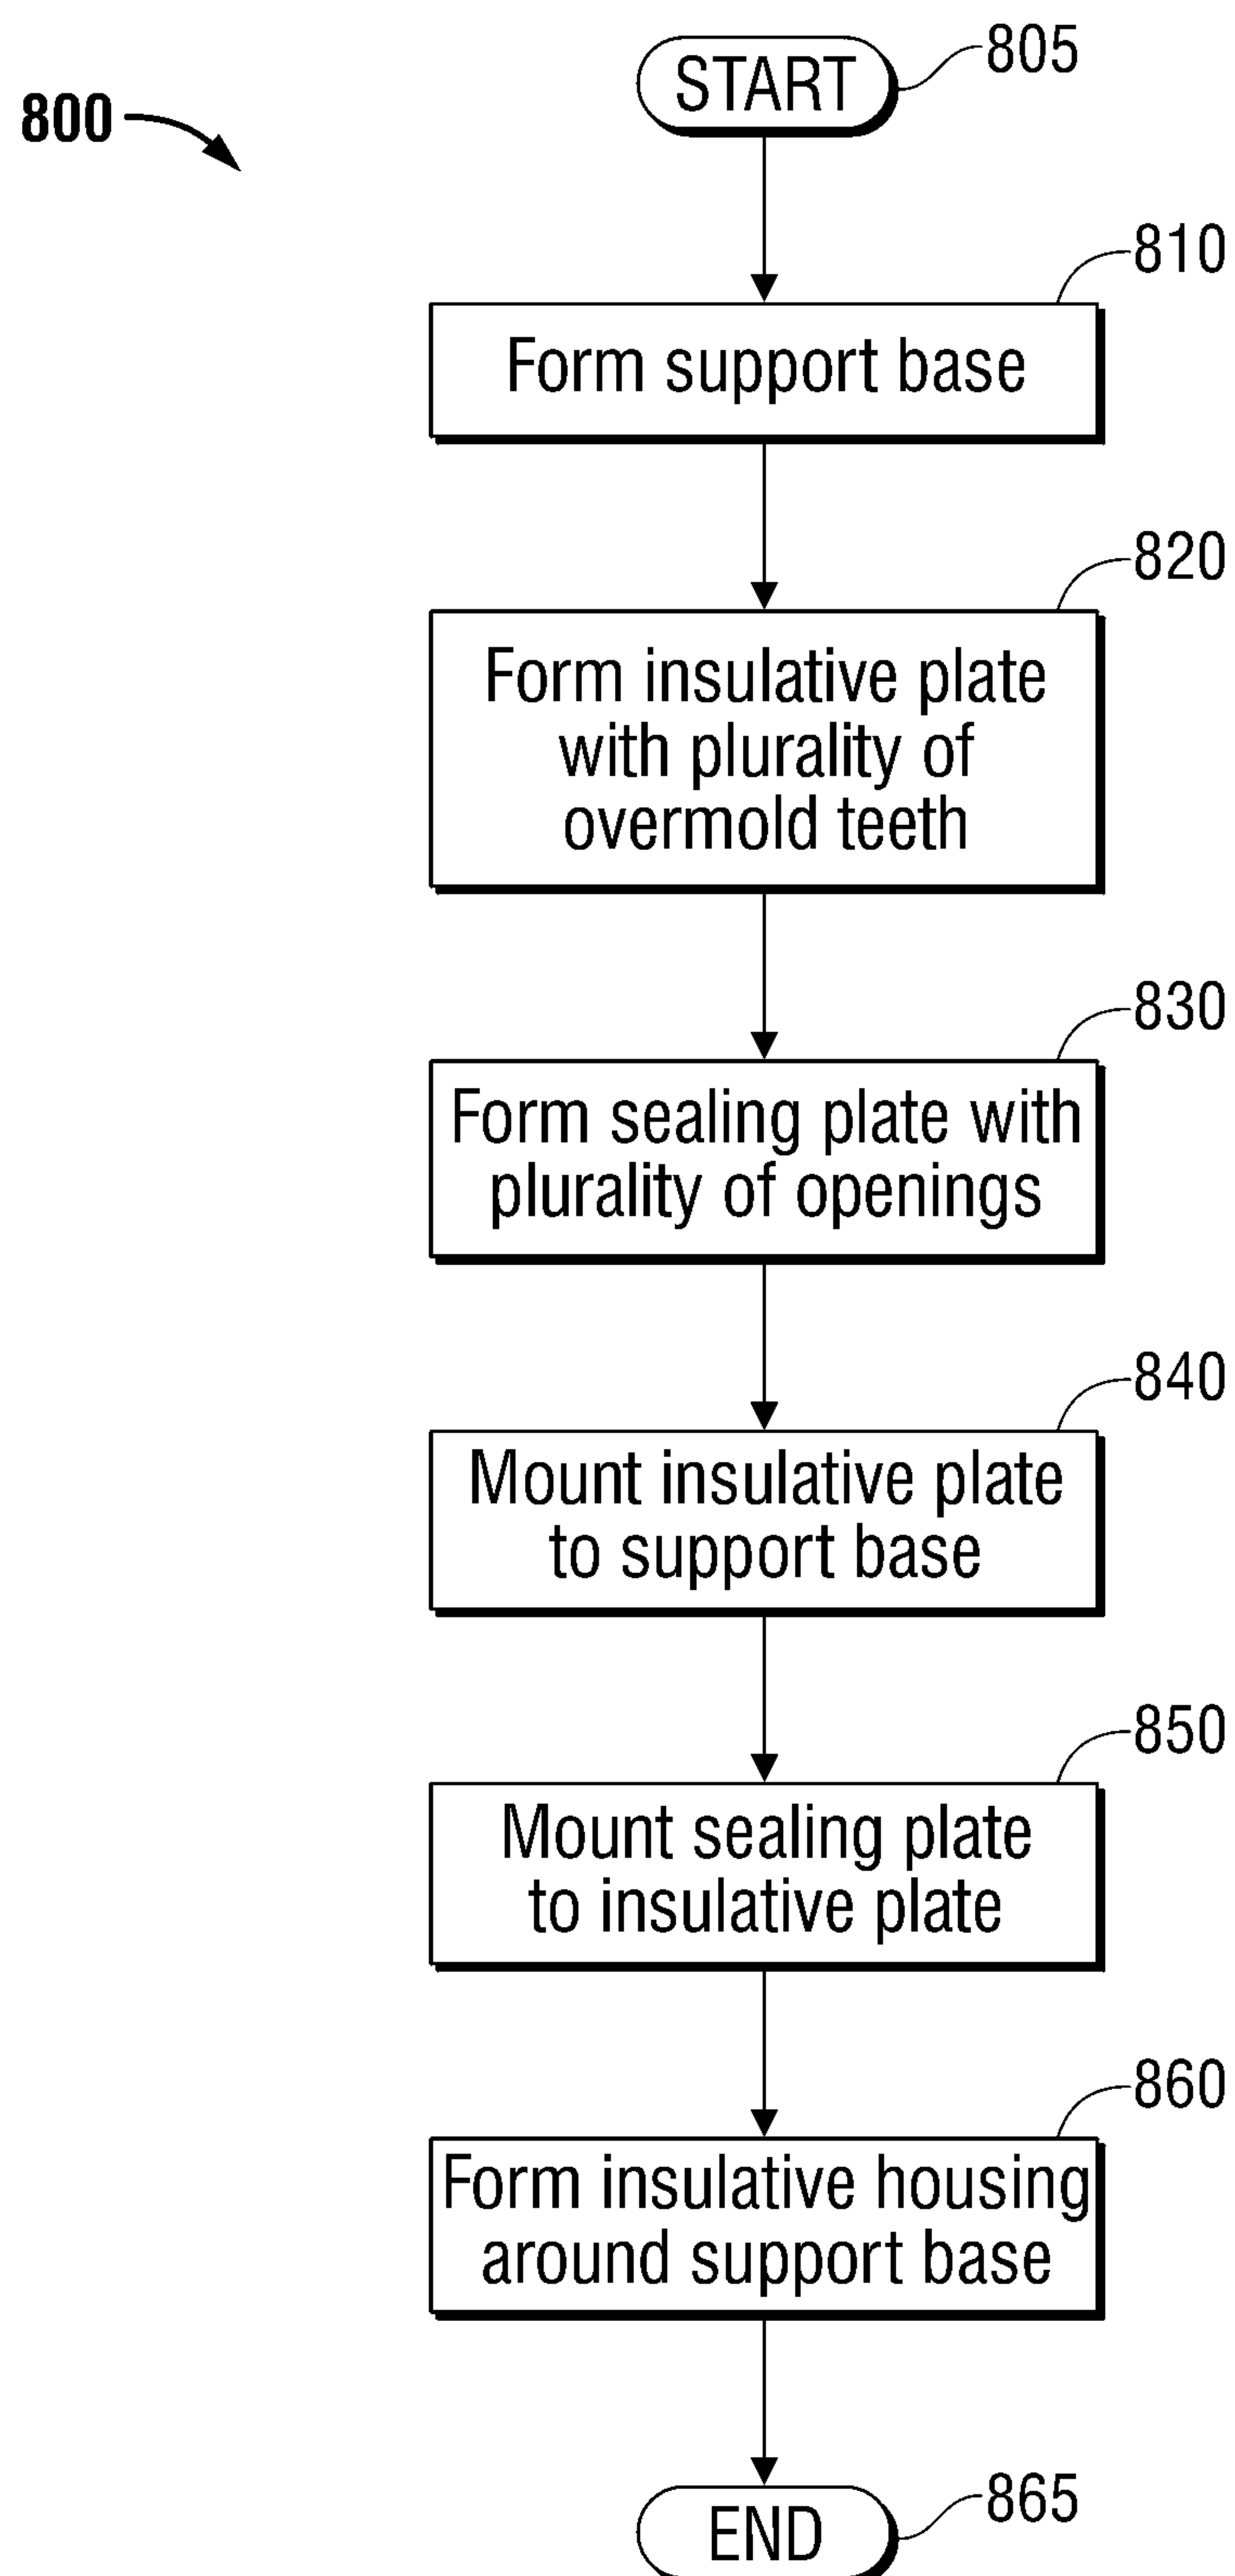 800
START
805
810
Form support base
820
Form insulative plate
with plurality of
overmold teeth
830
Form sealing plate with
plurality of openings
840
Mount insulative plate
to support base
850
Mount sealing plate
to insulative plate
860
Form insulative housing
around support base
865
END